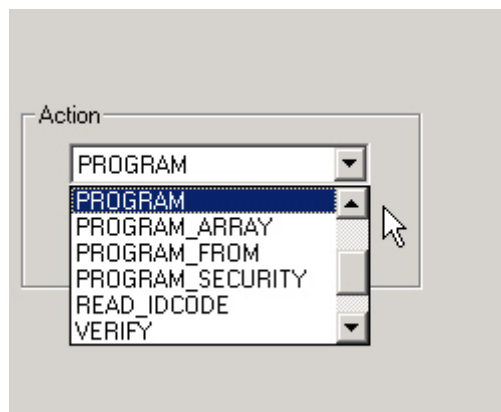 Action
PROGRAM
PROGRAM
PROGRAM_ARRAY
PROGRAM_FROM
PROGRAM_SECURITY
READ_IDCODE
VERIFY